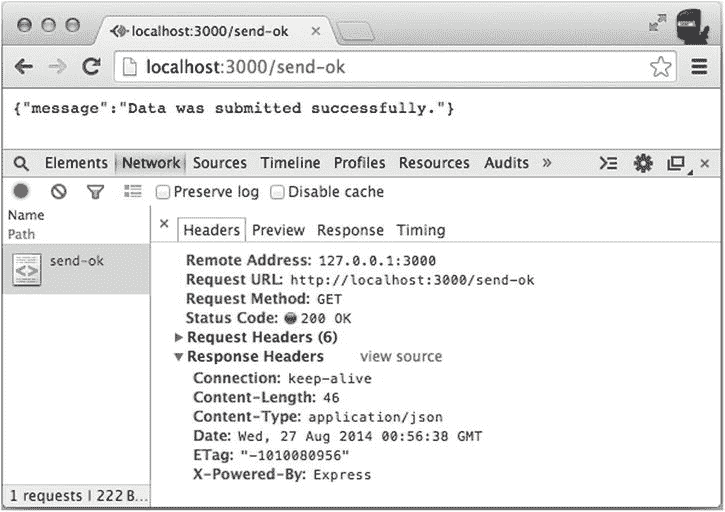 localhost:3000/send-ok
localhost:3000/send-ok
{"message":"Data was submitted successfully."}
Elements Network Sources Timeline Profiles Resources Audits »
Preserve log Disable cache
Name
Path
Headers Preview Response Timing
send-ok
Remote Address: 127.0.0.1:3000
Request URL: http://localhost:3000/send-ok
Request Method: GET
Status Code: 200 OK
Request Headers (6)
Response Headers view source
Connection: keep-alive
Content-Length: 46
Content-Type: application/json
Date: Wed, 27 Aug 2014 00:56:38 GMT
ETag: "-1010080956"
X-Powered-By: Express
1 requests | 222 B...